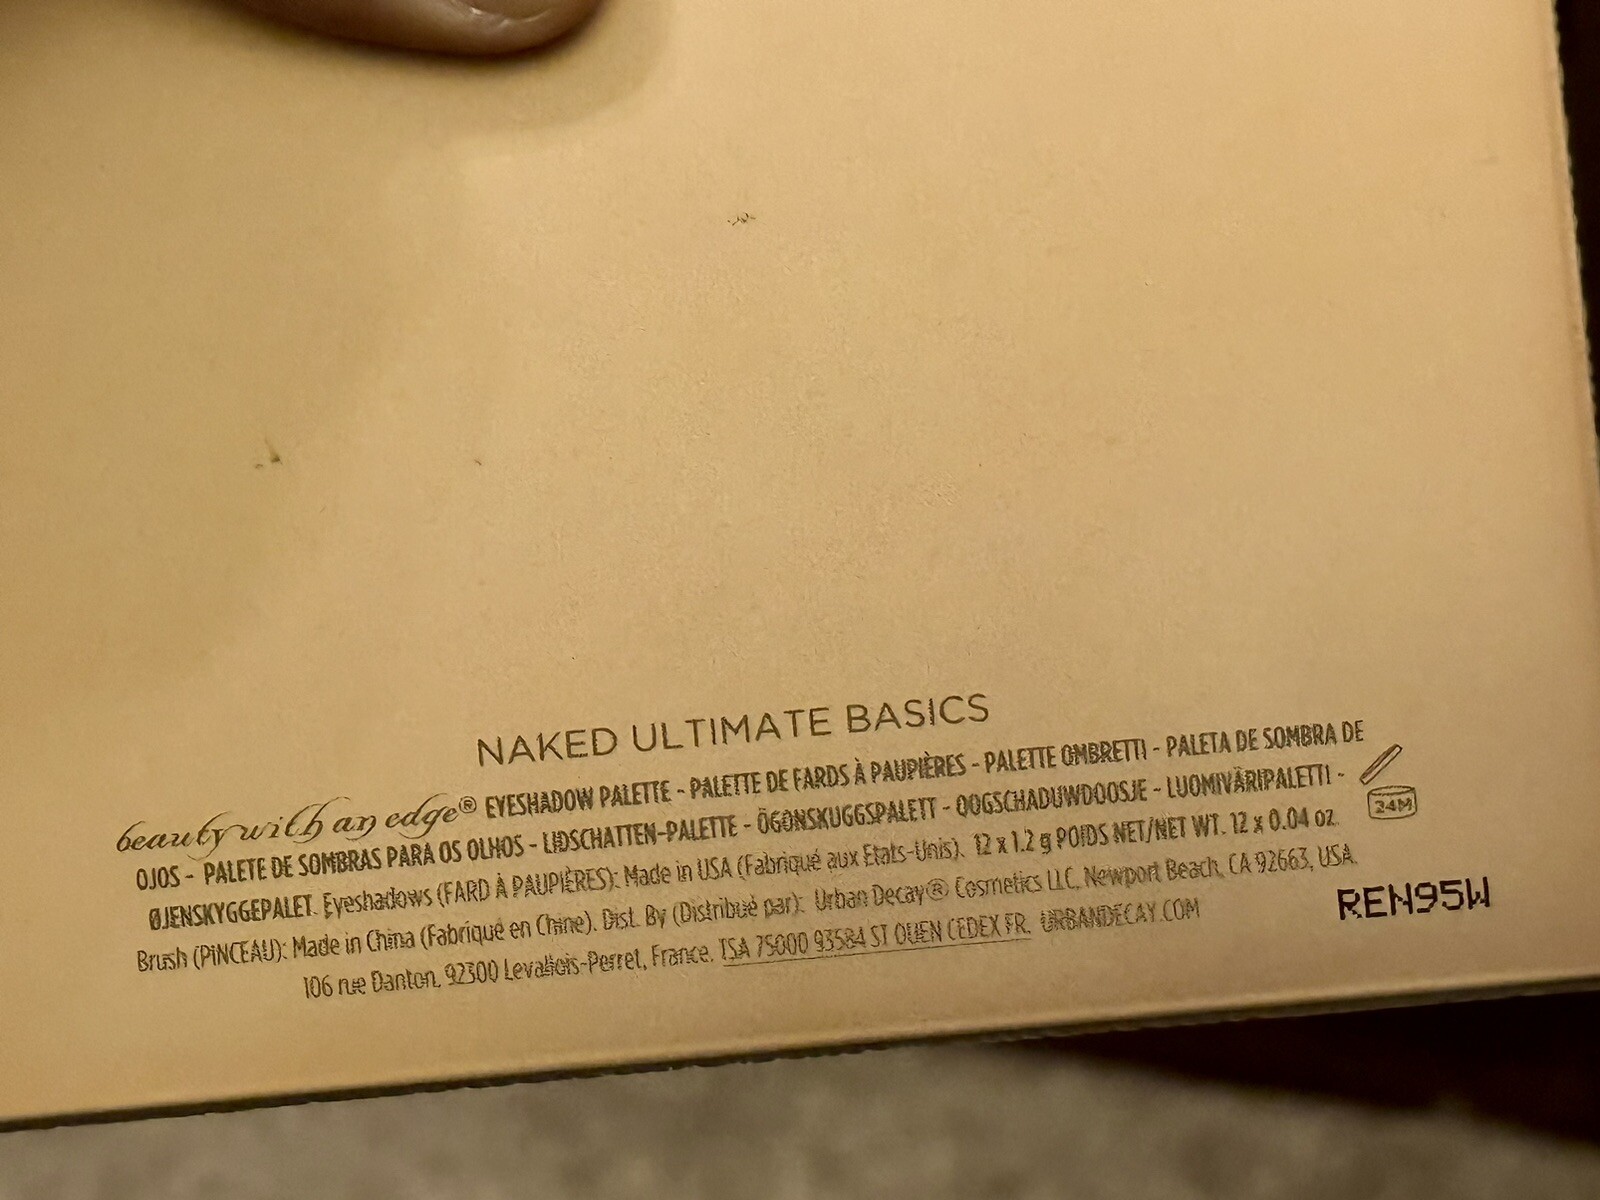 NAKED ULTIMATE BASICS
beauty with an edge® EYESHADOW PALETTE - PALETTE DE FARDS À PAUPIÈRES - PALETTE OMBRETTI - PALETA DE SOMBRA DE
OJOS - PALETE DE SOMBRAS PARA OS OLHOS - LIDSCHATTEN-PALETTE - ÖGONSKUGGSPALETT - OOGSCHADUWDOOSJE - LUOMIVÄRIPALETTI -
ØJENSKYGGEPALET. Eyeshadows (FARD À PAUPIÈRES): Made in USA (Fabriqué aux Etats-Unis). 12 x 1.2 g POIDS NET/NET WT. 12 x 0.04 oz
Brush (PINCEAU): Made in China (Fabriqué en Chine). Dist. By (Distribué par): Urban Decay® Cosmetics LLC, Newport Beach, CA 92663, USA.
106 rue Danton, 92300 Levallois-Perret, France. TSA 75000 93584 ST OUEN CEDEX FR. URBANDECAY.COM
24M
REN95W